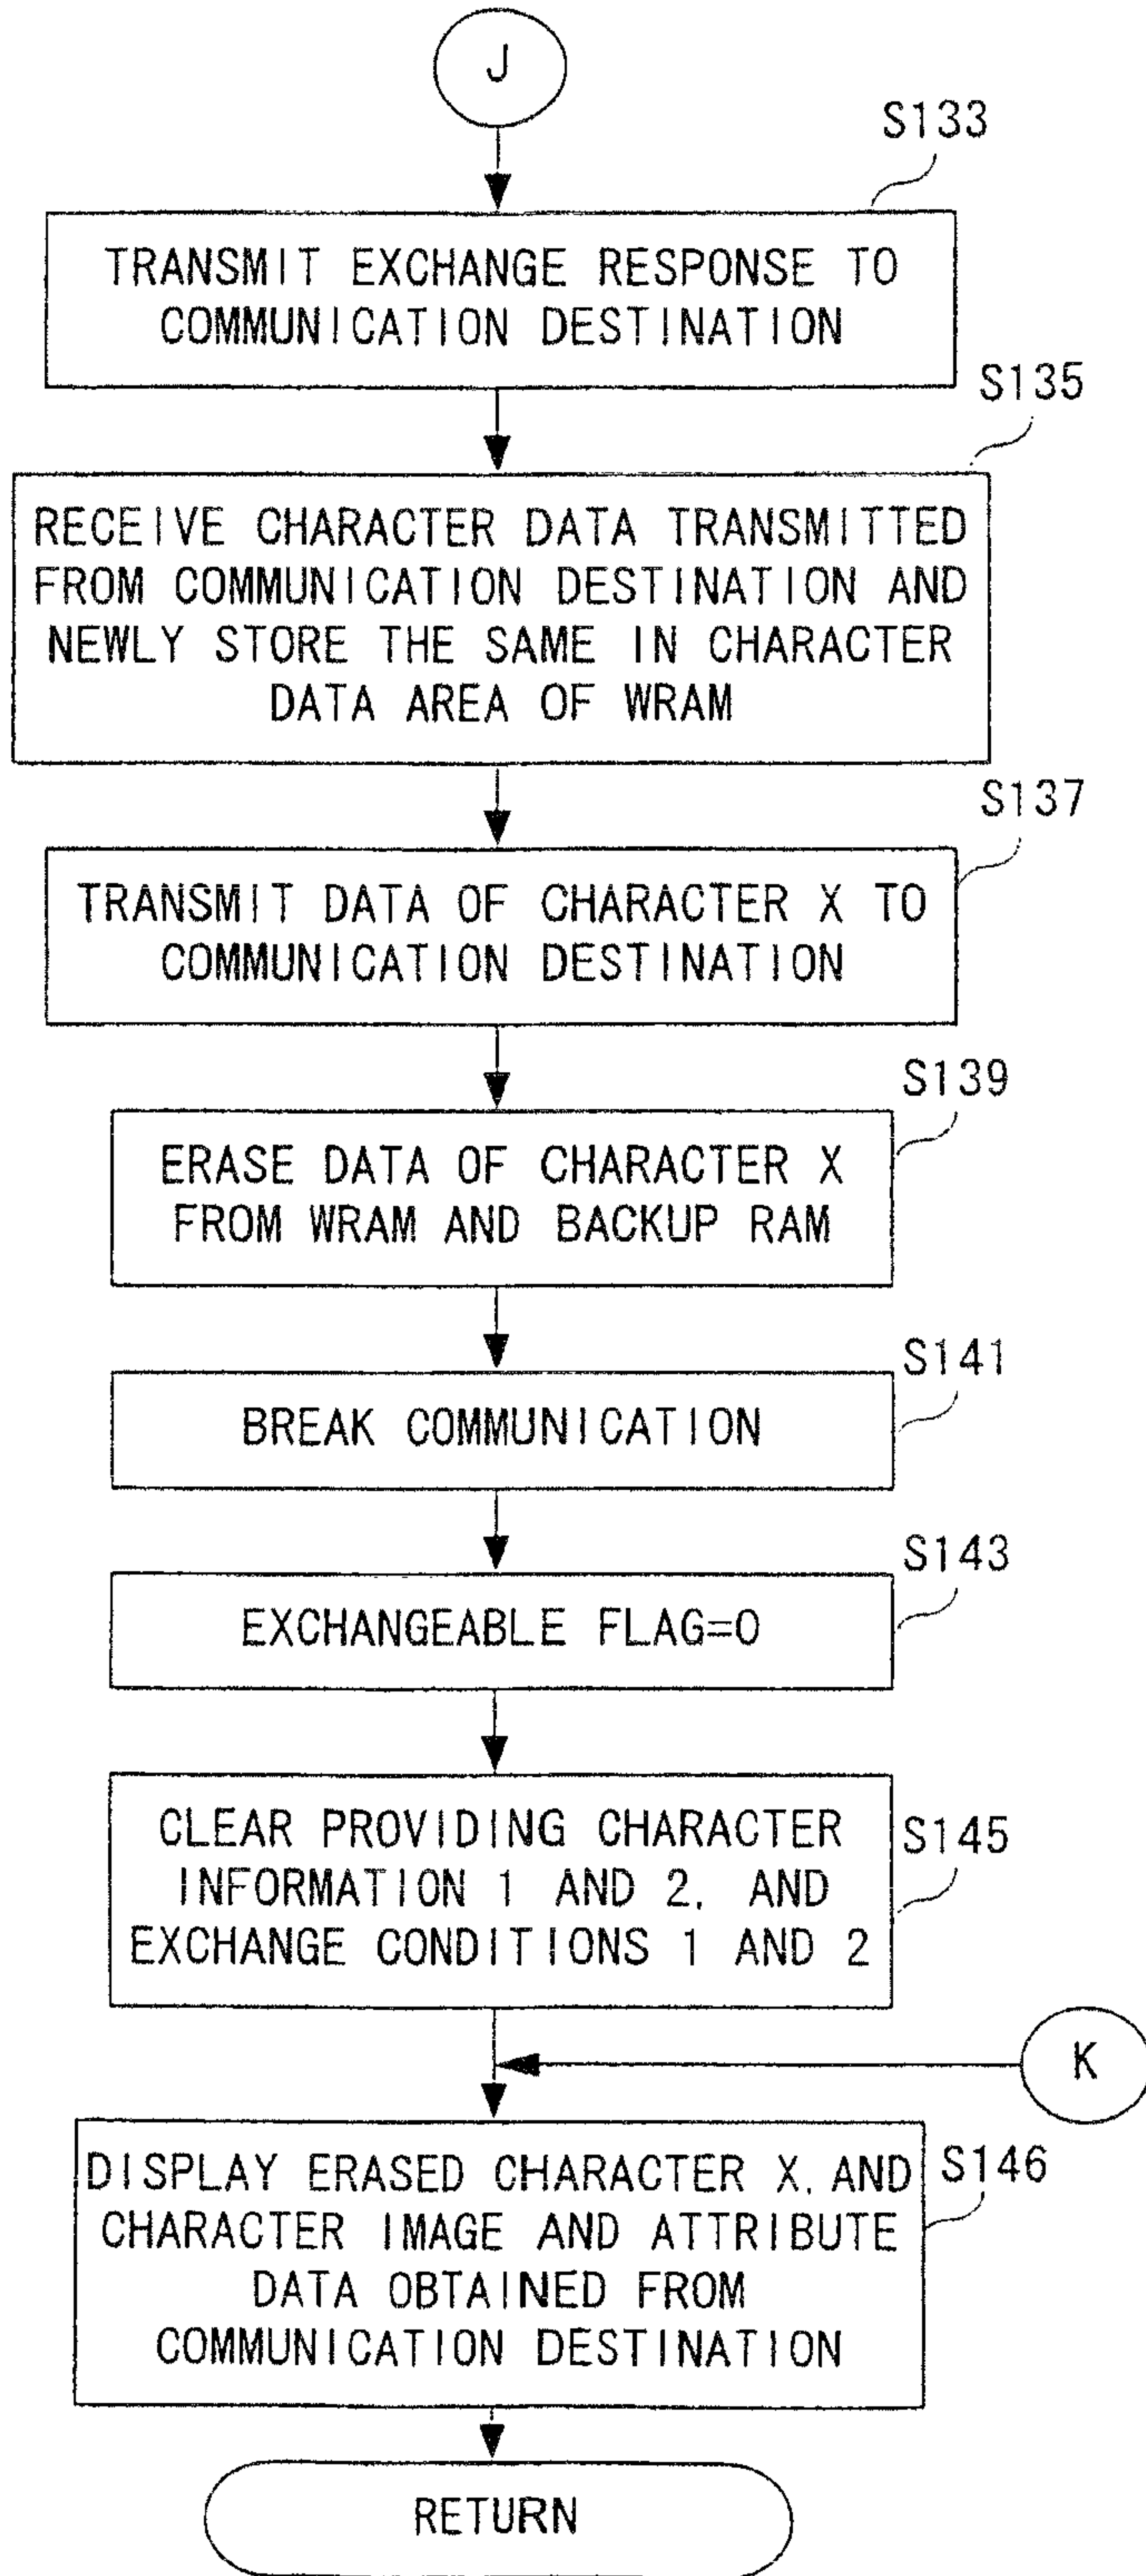 J
S133
TRANSMIT EXCHANGE RESPONSE TO
COMMUNICATION DESTINATION
S135
RECEIVE CHARACTER DATA TRANSMITTED
FROM COMMUNICATION DESTINATION AND
NEWLY STORE THE SAME IN CHARACTER
DATA AREA OF WRAM
S137
TRANSMIT DATA OF CHARACTER X TO
COMMUNICATION DESTINATION
S139
ERASE DATA OF CHARACTER X
FROM WRAM AND BACKUP RAM
S141
BREAK COMMUNICATION
S143
EXCHANGEABLE FLAG=0
CLEAR PROVIDING CHARACTER
INFORMATION 1 AND 2, AND
EXCHANGE CONDITIONS 1 AND 2
S145
K
DISPLAY ERASED CHARACTER X, AND
CHARACTER IMAGE AND ATTRIBUTE
DATA OBTAINED FROM
COMMUNICATION DESTINATION
S146
RETURN